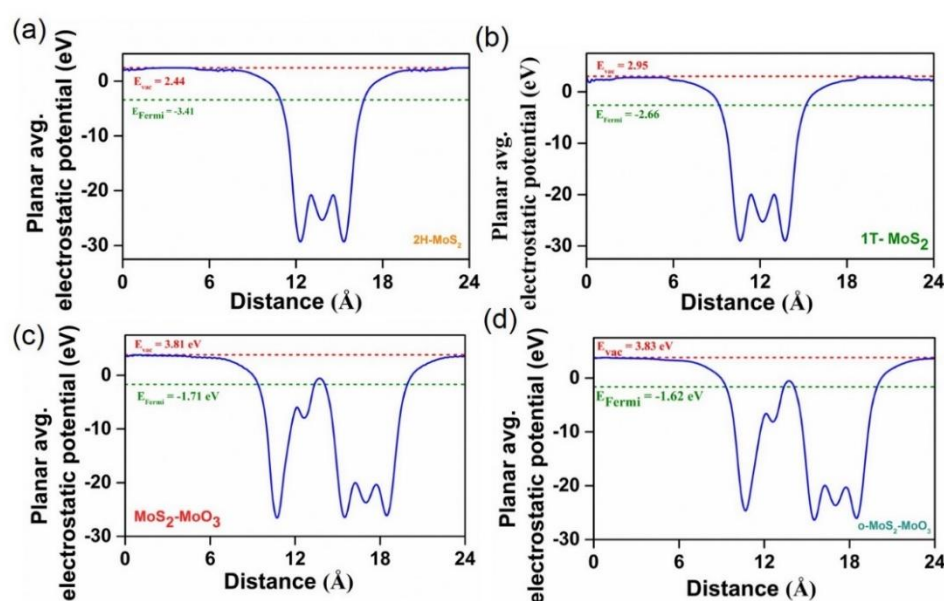 (a)
Planar avg.
electrostatic potential (eV)
0
-10
-20
-30
E_vac = 2.44
E_Fermi = -3.41
2H-MoS₂
0 6 12 18 24
Distance (Å)
(b)
Planar avg.
electrostatic potential (eV)
0
-10
-20
-30
E_vac = 2.95
E_Fermi = -2.66
1T- MoS₂
0 6 12 18 24
Distance (Å)
(c)
Planar avg.
electrostatic potential (eV)
0
-10
-20
-30
E_vac = 3.81 eV
E_Fermi = -1.71 eV
MoS₂-MoO₃
0 6 12 18 24
Distance (Å)
(d)
Planar avg.
electrostatic potential (eV)
0
-10
-20
-30
E_vac = 3.83 eV
E_Fermi = -1.62 eV
o-MoS₂-MoO₃
0 6 12 18 24
Distance (Å)